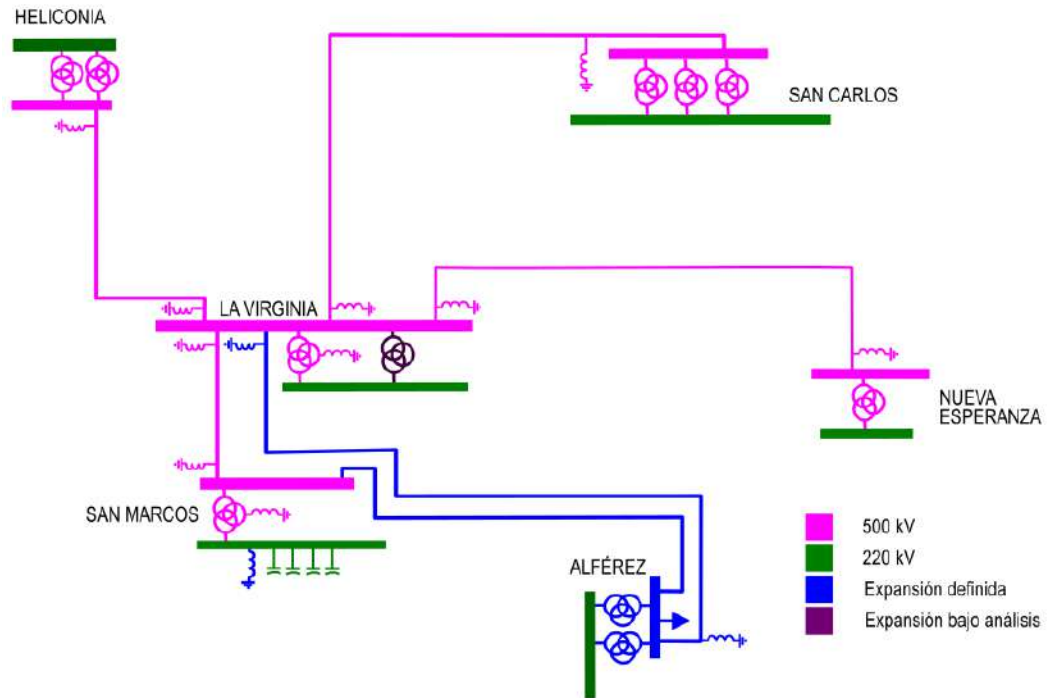 HELICONIA
SAN CARLOS
LA VIRGINIA
NUEVA
ESPERANZA
SAN MARCOS
ALFÉREZ
500 kV
220 kV
Expansión definida
Expansión bajo análisis